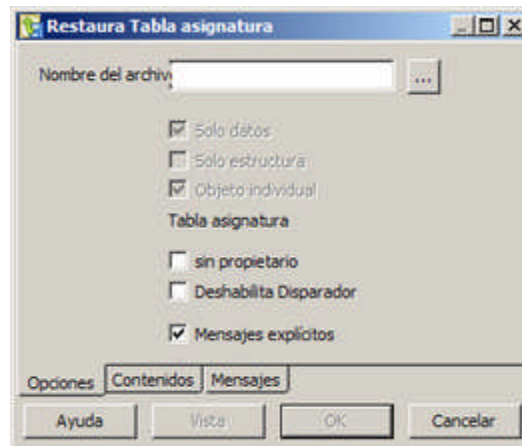 Restaura Tabla asignatura
Nombre del archiv
...
Solo datos
Solo estructura
Objeto individual
Tabla asignatura
sin propietario
Deshabilita Disparador
Mensajes explícitos
Opciones Contenidos Mensajes
Ayuda Vista OK Cancelar